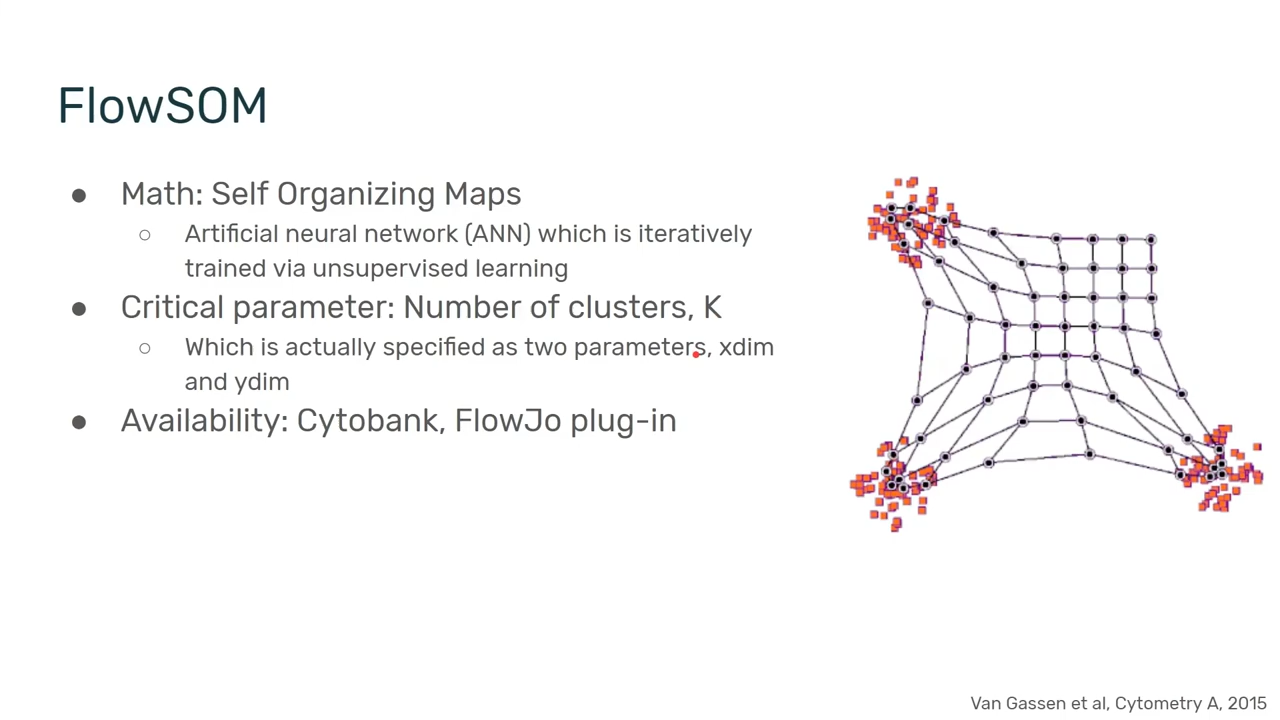 FlowSOM
● Math: Self Organizing Maps
○ Artificial neural network (ANN) which is iteratively
trained via unsupervised learning
● Critical parameter: Number of clusters, K
○ Which is actually specified as two parameters, xdim
and ydim
● Availability: Cytobank, FlowJo plug-in
Van Gassen et al, Cytometry A, 2015